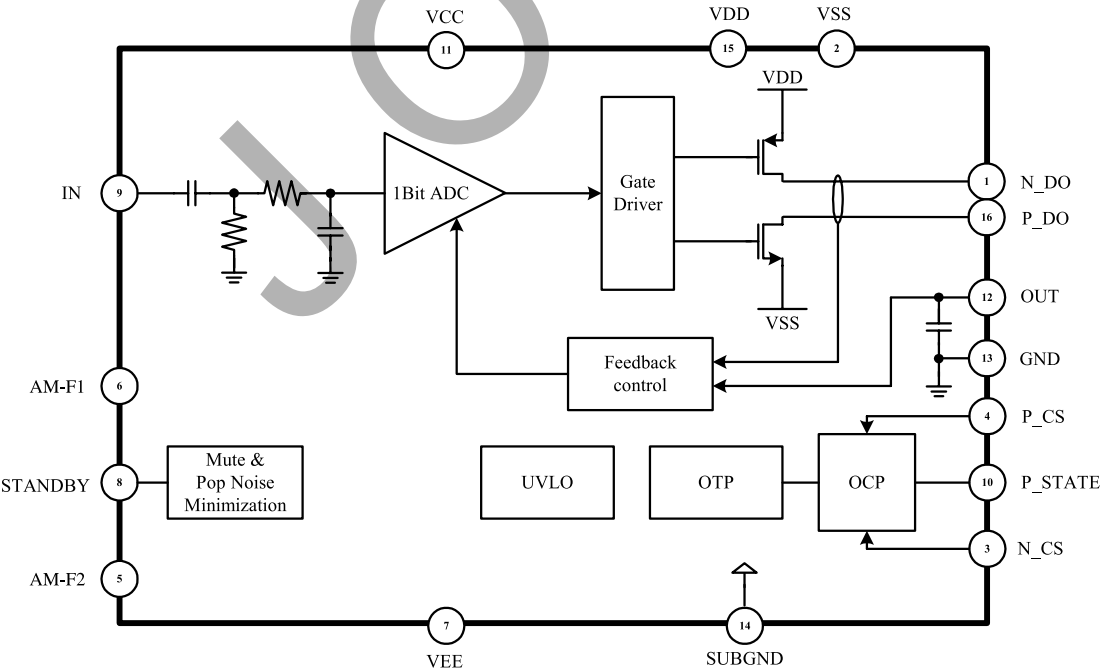 VCC
VDD
VSS
11
15
2
VDD
IN
9
1Bit ADC
Gate
Driver
1
N_DO
16
P_DO
VSS
12
OUT
Feedback
control
13
GND
AM-F1
6
4
P_CS
STANDBY
8
Mute &
Pop Noise
Minimization
UVLO
OTP
OCP
10
P_STATE
3
N_CS
AM-F2
5
7
14
VEE
SUBGND
JO